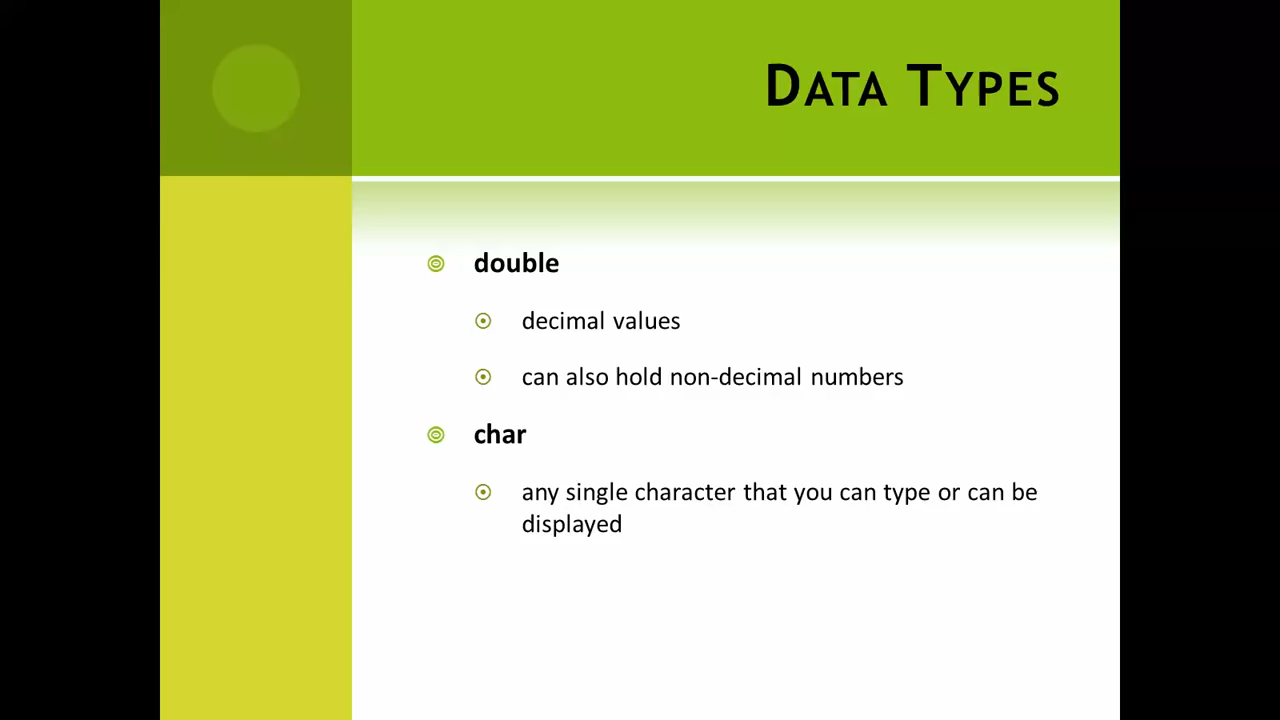 DATA TYPES
double
decimal values
can also hold non-decimal numbers
char
any single character that you can type or can be
displayed